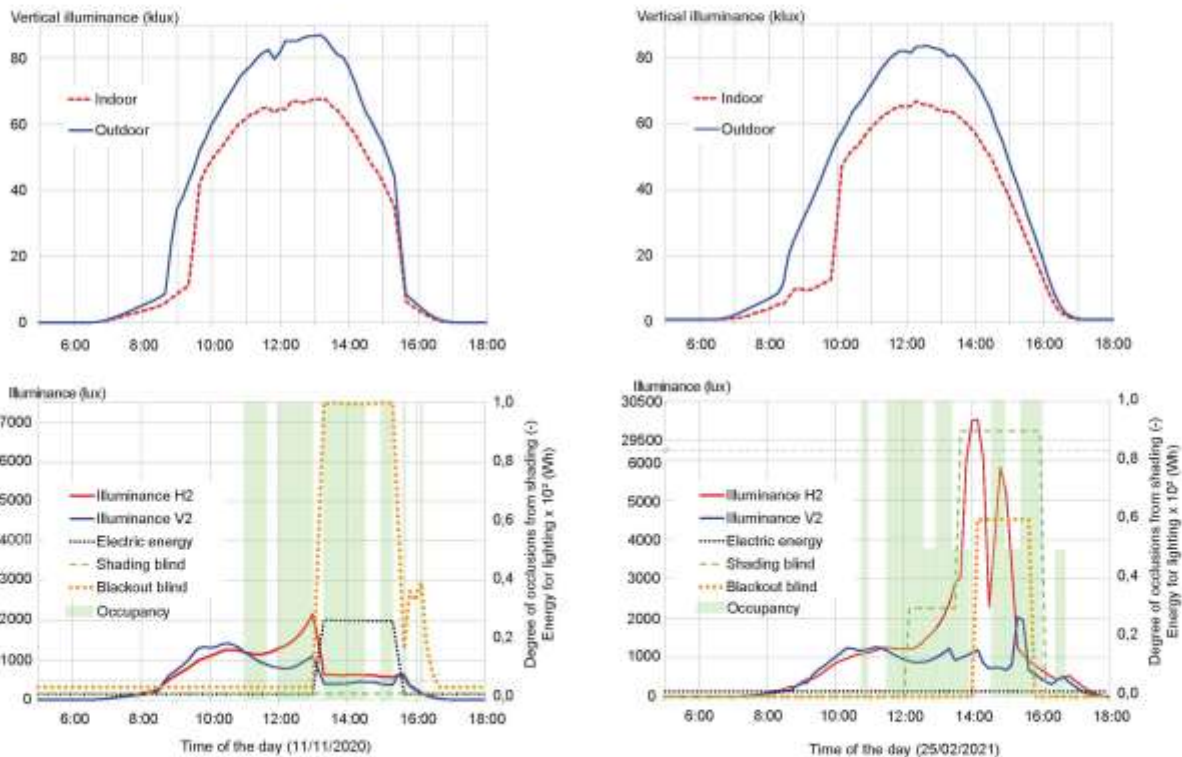 Vertical illuminance (klux)
80
60
40
20
0
Indoor
Outdoor
6:00 8:00 10:00 12:00 14:00 16:00 18:00
Vertical illuminance (klux)
80
60
40
20
0
Indoor
Outdoor
6:00 8:00 10:00 12:00 14:00 16:00 18:00
Illuminance (lux)
7000
6000
5000
4000
3000
2000
1000
0
Illuminance H2
Illuminance V2
Electric energy
Shading blind
Blackout blind
Occupancy
1,0
0,8
0,6
0,4
0,2
0,0
Degree of occlusions from shading (-)
Energy for lighting x 10² (Wh)
6:00 8:00 10:00 12:00 14:00 16:00 18:00
Time of the day (11/11/2020)
Illuminance (lux)
30500
29500
6000
5000
4000
3000
2000
1000
0
Illuminance H2
Illuminance V2
Electric energy
Shading blind
Blackout blind
Occupancy
1,0
0,8
0,6
0,4
0,2
0,0
Degree of occlusions from shading (-)
Energy for lighting x 10² (Wh)
6:00 8:00 10:00 12:00 14:00 16:00 18:00
Time of the day (25/02/2021)